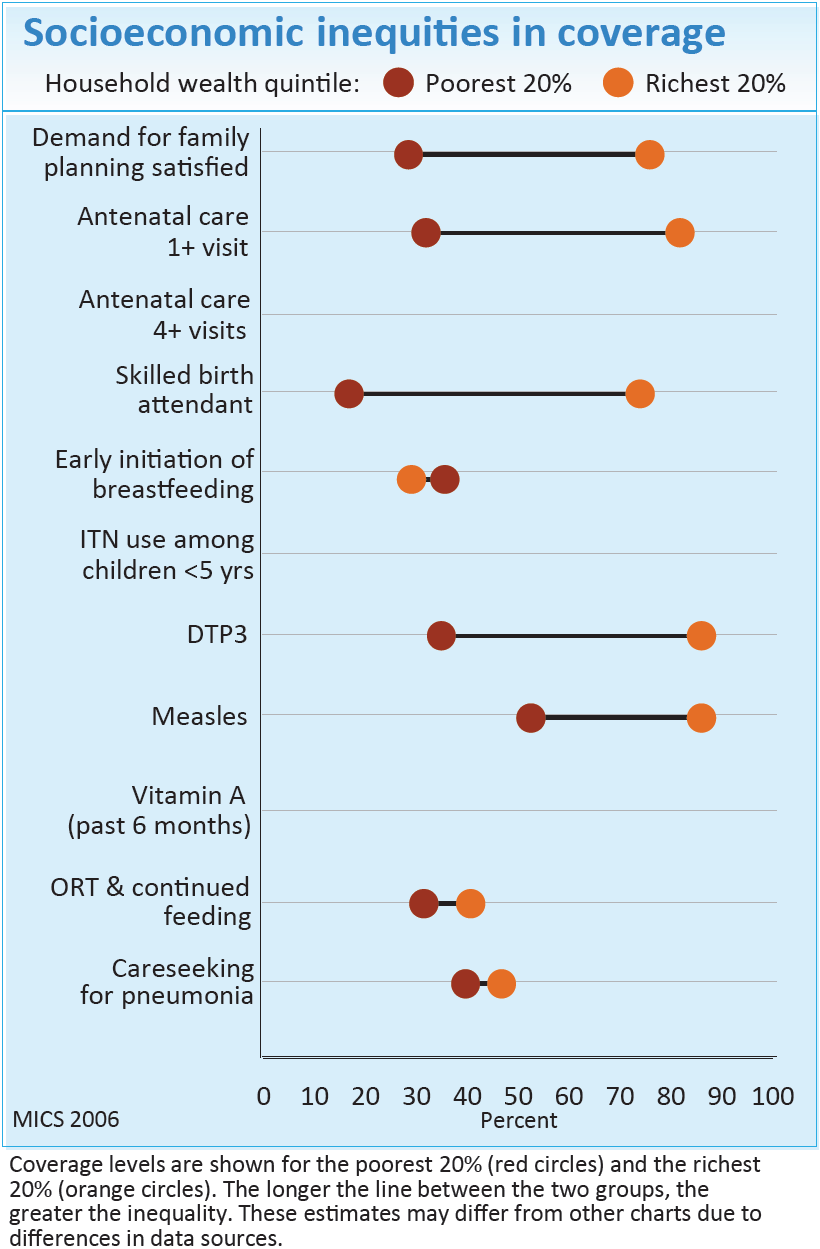 Socioeconomic inequities in coverage
Household wealth quintile: Poorest 20% Richest 20%
Demand for family
planning satisfied
Antenatal care
1+ visit
Antenatal care
4+ visits
Skilled birth
attendant
Early initiation of
breastfeeding
ITN use among
children <5 yrs
DTP3
Measles
Vitamin A
(past 6 months)
ORT & continued
feeding
Careseeking
for pneumonia
0 10 20 30 40 50 60 70 80 90 100
Percent
MICS 2006
Coverage levels are shown for the poorest 20% (red circles) and the richest
20% (orange circles). The longer the line between the two groups, the
greater the inequality. These estimates may differ from other charts due to
differences in data sources.